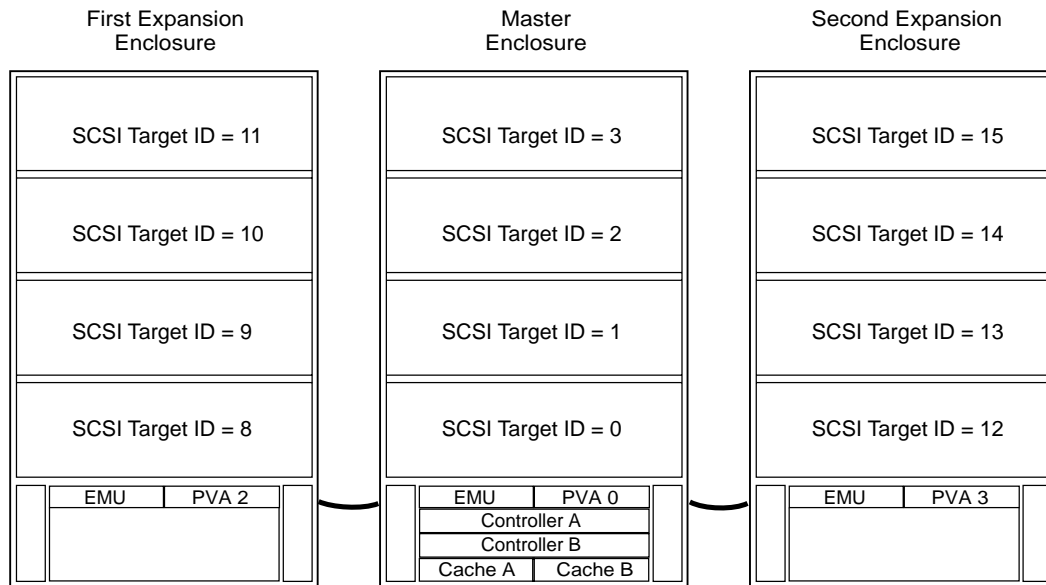 First Expansion
Enclosure
Master
Enclosure
Second Expansion
Enclosure
SCSI Target ID = 11
SCSI Target ID = 3
SCSI Target ID = 15
SCSI Target ID = 10
SCSI Target ID = 2
SCSI Target ID = 14
SCSI Target ID = 9
SCSI Target ID = 1
SCSI Target ID = 13
SCSI Target ID = 8
SCSI Target ID = 0
SCSI Target ID = 12
EMU
PVA 2
EMU
PVA 0
EMU
PVA 3
Controller A
Controller B
Cache A
Cache B